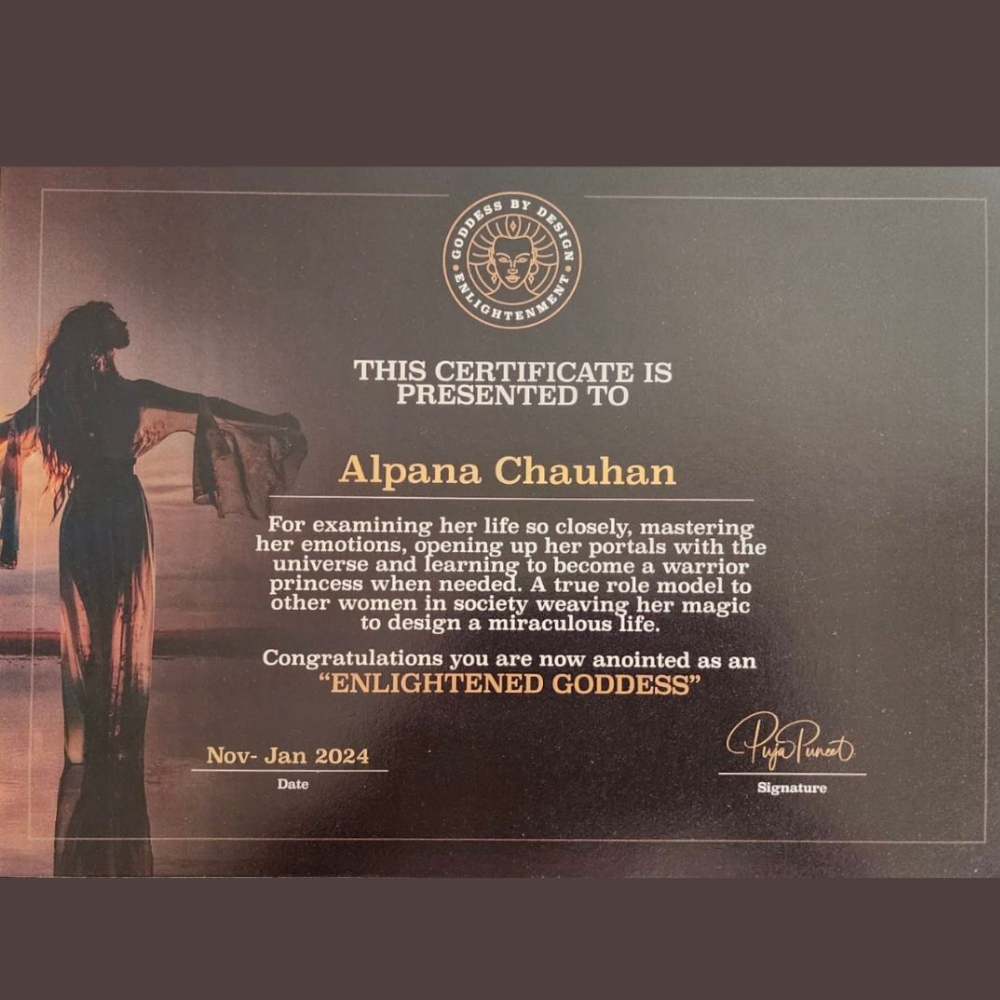 GODDESS BY DESIGN
ENLIGHTENMENT
THIS CERTIFICATE IS
PRESENTED TO
Alpana Chauhan
For examining her life so closely, mastering
her emotions, opening up her portals with the
universe and learning to become a warrior
princess when needed. A true role model to
other women in society weaving her magic
to design a miraculous life.
Congratulations you are now anointed as an
“ENLIGHTENED GODDESS”
Nov- Jan 2024
Date
Puja Puneet
Signature